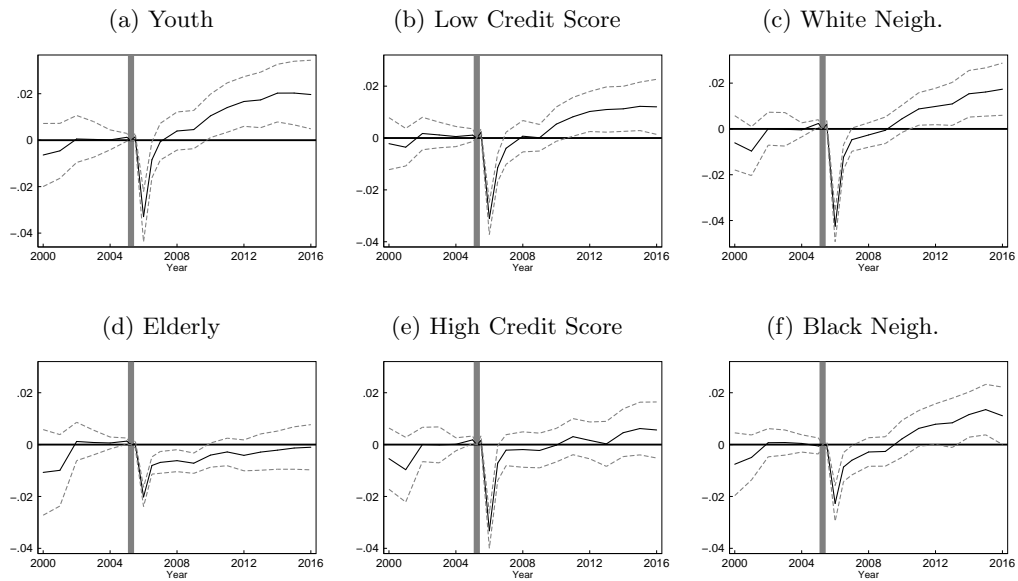 (a) Youth
(b) Low Credit Score
(c) White Neigh.
.02
0
−.02
−.04
2000 2004 2008 2012 2016
Year
.02
0
−.02
−.04
2000 2004 2008 2012 2016
Year
.02
0
−.02
−.04
2000 2004 2008 2012 2016
Year
(d) Elderly
(e) High Credit Score
(f) Black Neigh.
.02
0
−.02
−.04
2000 2004 2008 2012 2016
Year
.02
0
−.02
−.04
2000 2004 2008 2012 2016
Year
.02
0
−.02
−.04
2000 2004 2008 2012 2016
Year